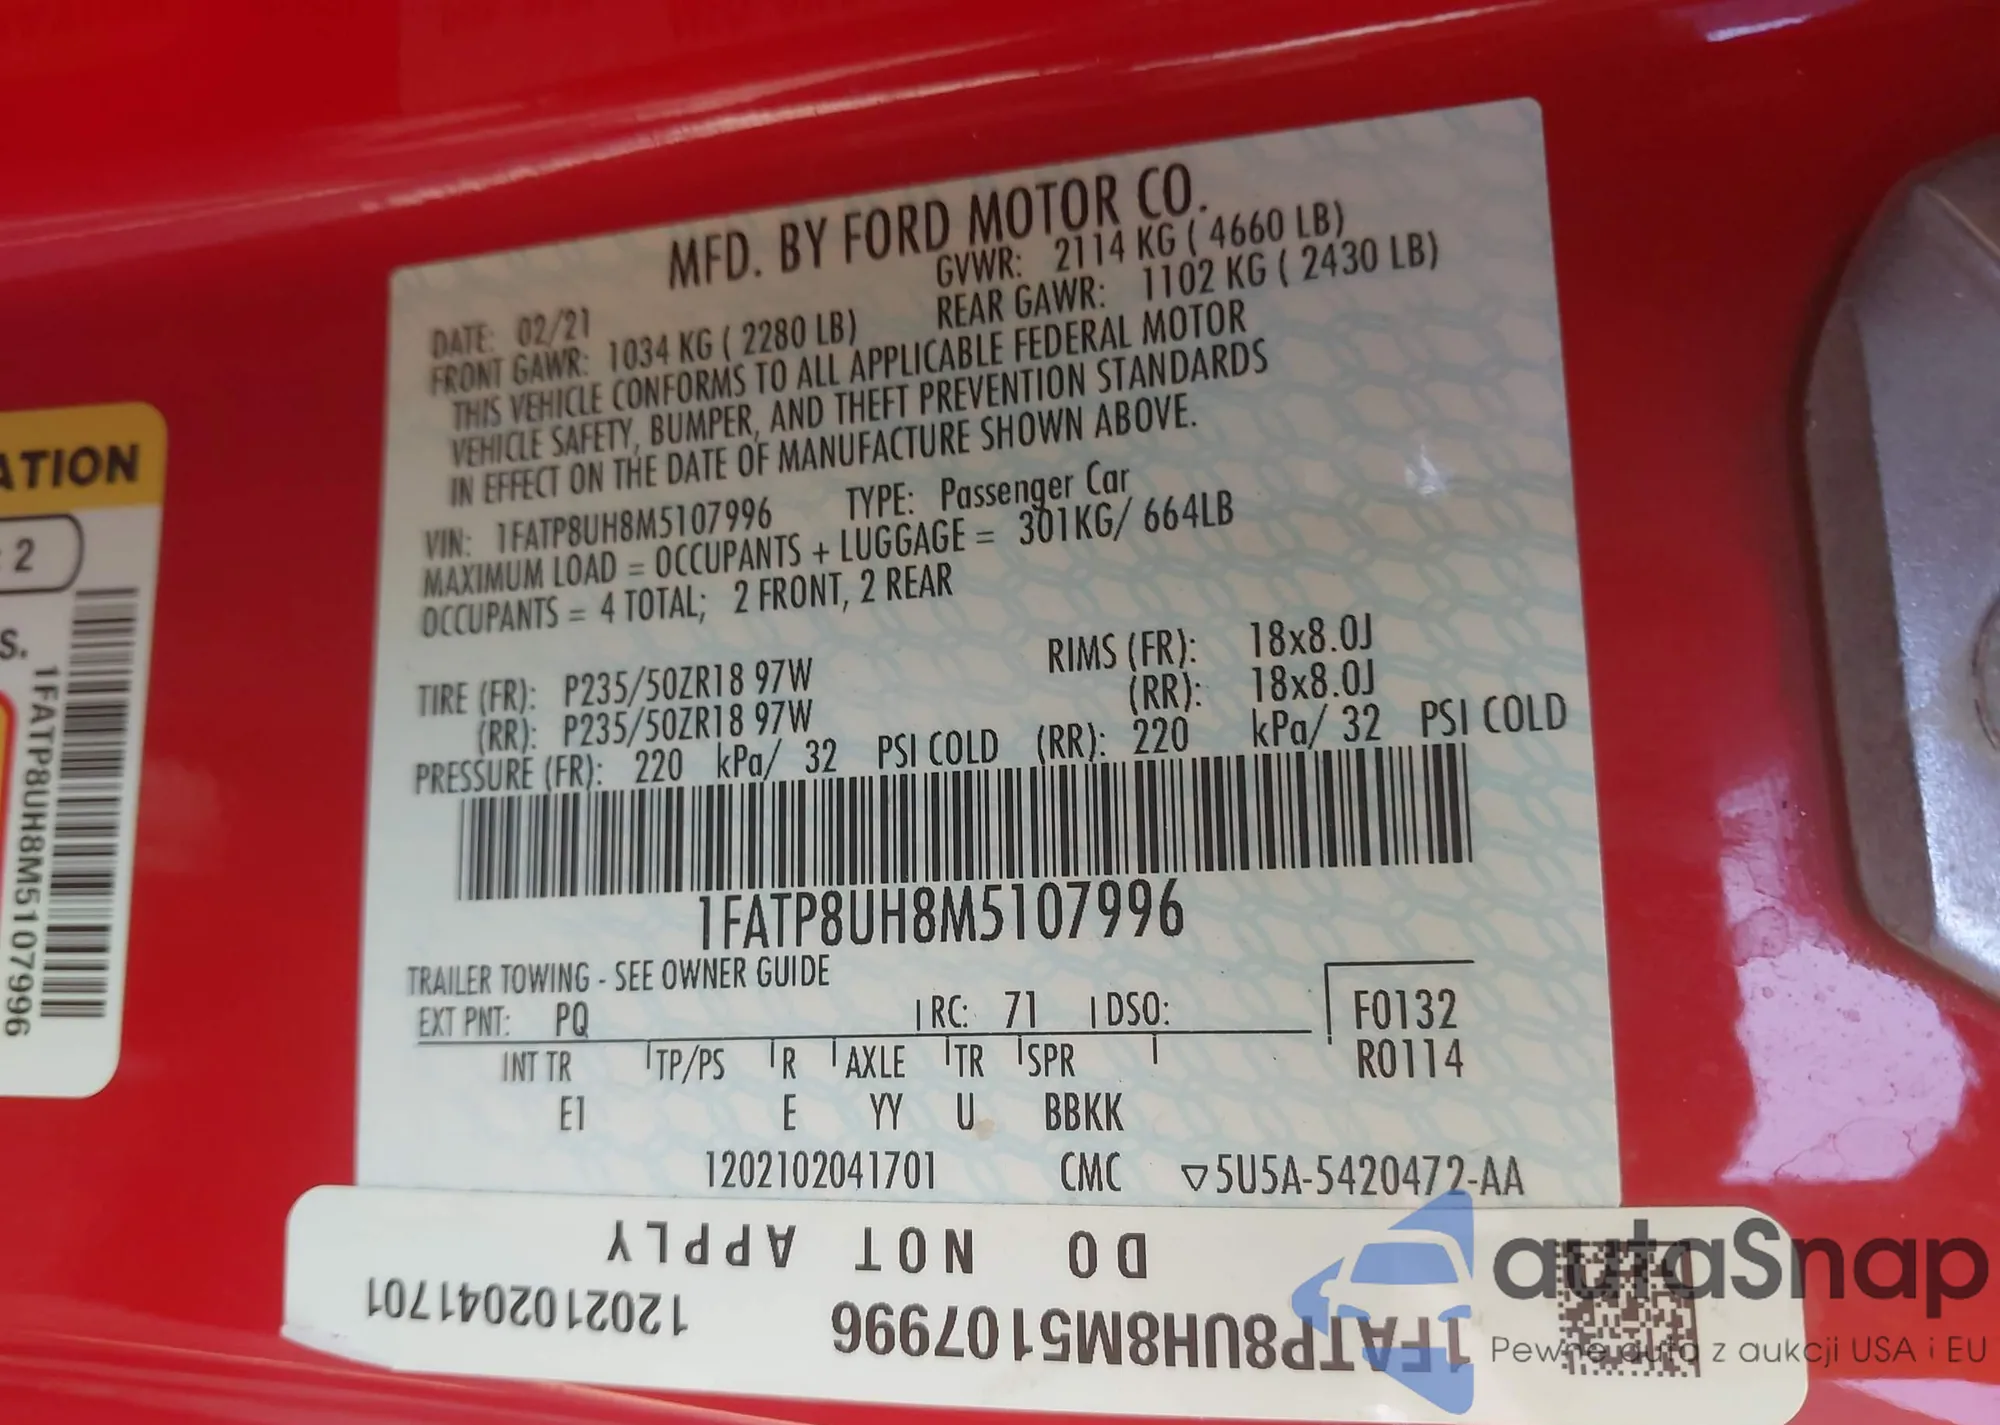 MFD. BY FORD MOTOR CO.
DATE: 02/21 GVWR: 2114 KG ( 4660 LB)
FRONT GAWR: 1034 KG ( 2280 LB) REAR GAWR: 1102 KG ( 2430 LB)
THIS VEHICLE CONFORMS TO ALL APPLICABLE FEDERAL MOTOR
VEHICLE SAFETY, BUMPER, AND THEFT PREVENTION STANDARDS
IN EFFECT ON THE DATE OF MANUFACTURE SHOWN ABOVE.
VIN: 1FATP8UH8M5107996 TYPE: Passenger Car
MAXIMUM LOAD = OCCUPANTS + LUGGAGE = 301KG/ 664LB
OCCUPANTS = 4 TOTAL; 2 FRONT, 2 REAR
TIRE (FR): P235/50ZR18 97W RIMS (FR): 18x8.0J
(RR): P235/50ZR18 97W (RR): 18x8.0J
PRESSURE (FR): 220 kPa/ 32 PSI COLD (RR): 220 kPa/ 32 PSI COLD
1FATP8UH8M5107996
TRAILER TOWING - SEE OWNER GUIDE
EXT PNT: PQ RC: 71 DSO: F0132
INT TR TP/PS R AXLE TR SPR R0114
E1 E YY U BBKK
1202102041701 CMC ▽5U5A-5420472-AA
DO NOT APPLY
1FATP8UH8M5107996 1202102041701
ATION
2
S.
1FATP8UH8M5107996
autaSnap
Pewne auta z aukcji USA i EU